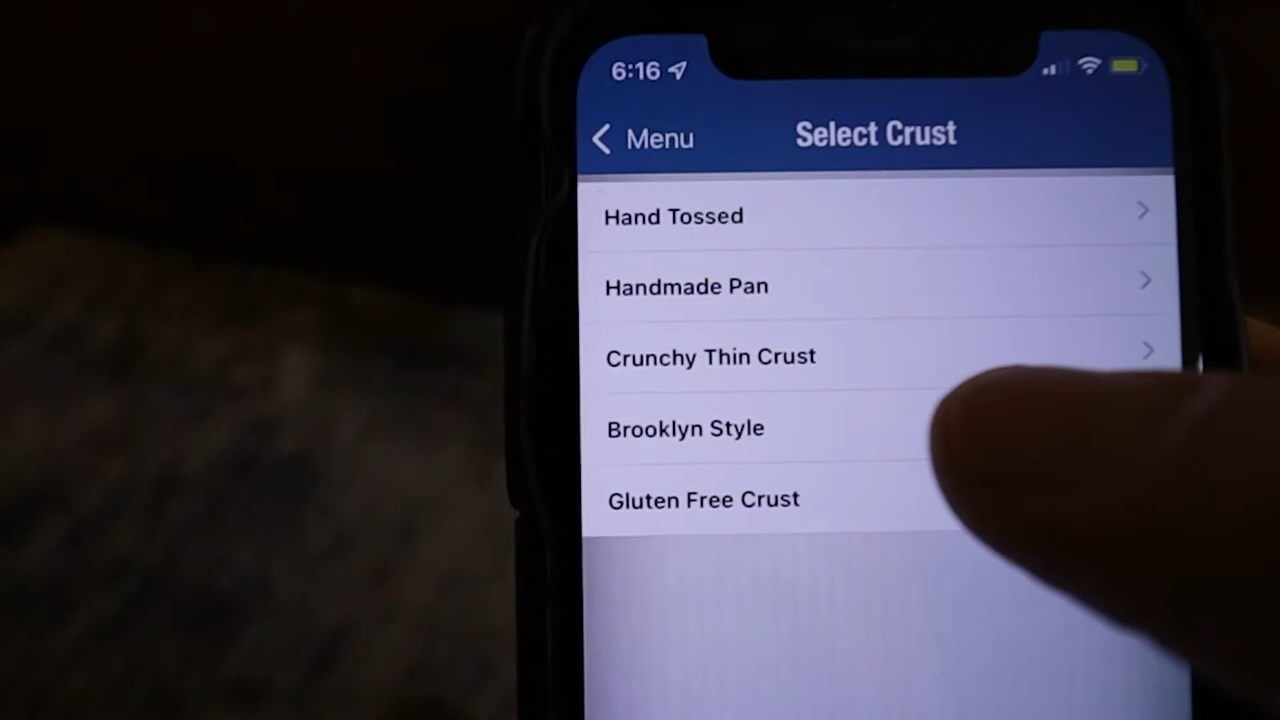 6:16
Menu
Select Crust
Hand Tossed
Handmade Pan
Crunchy Thin Crust
Brooklyn Style
Gluten Free Crust